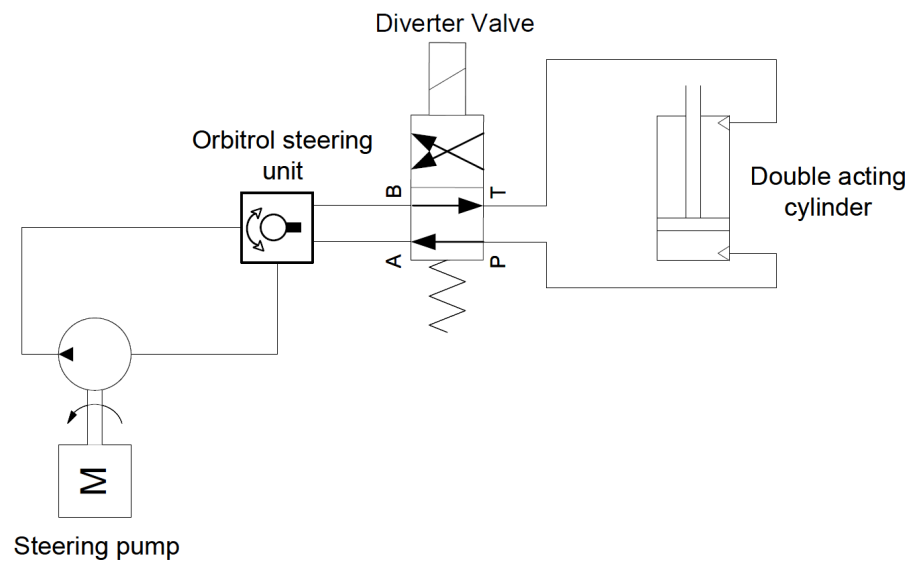 Diverter Valve
Orbitrol steering
unit
B
T
A
P
Double acting
cylinder
M
Steering pump